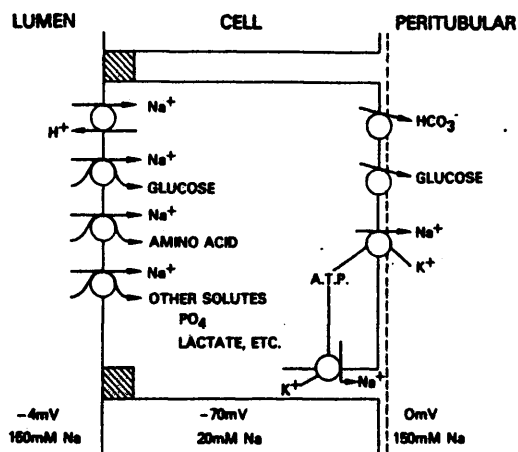 LUMEN CELL PERITUBULAR
Na+
H+
HCO3-
Na+
GLUCOSE
GLUCOSE
Na+
AMINO ACID
Na+
K+
Na+
OTHER SOLUTES
PO4
LACTATE, ETC.
A.T.P.
K+
Na+
-4mV -70mV 0mV
150mM Na 20mM Na 150mM Na